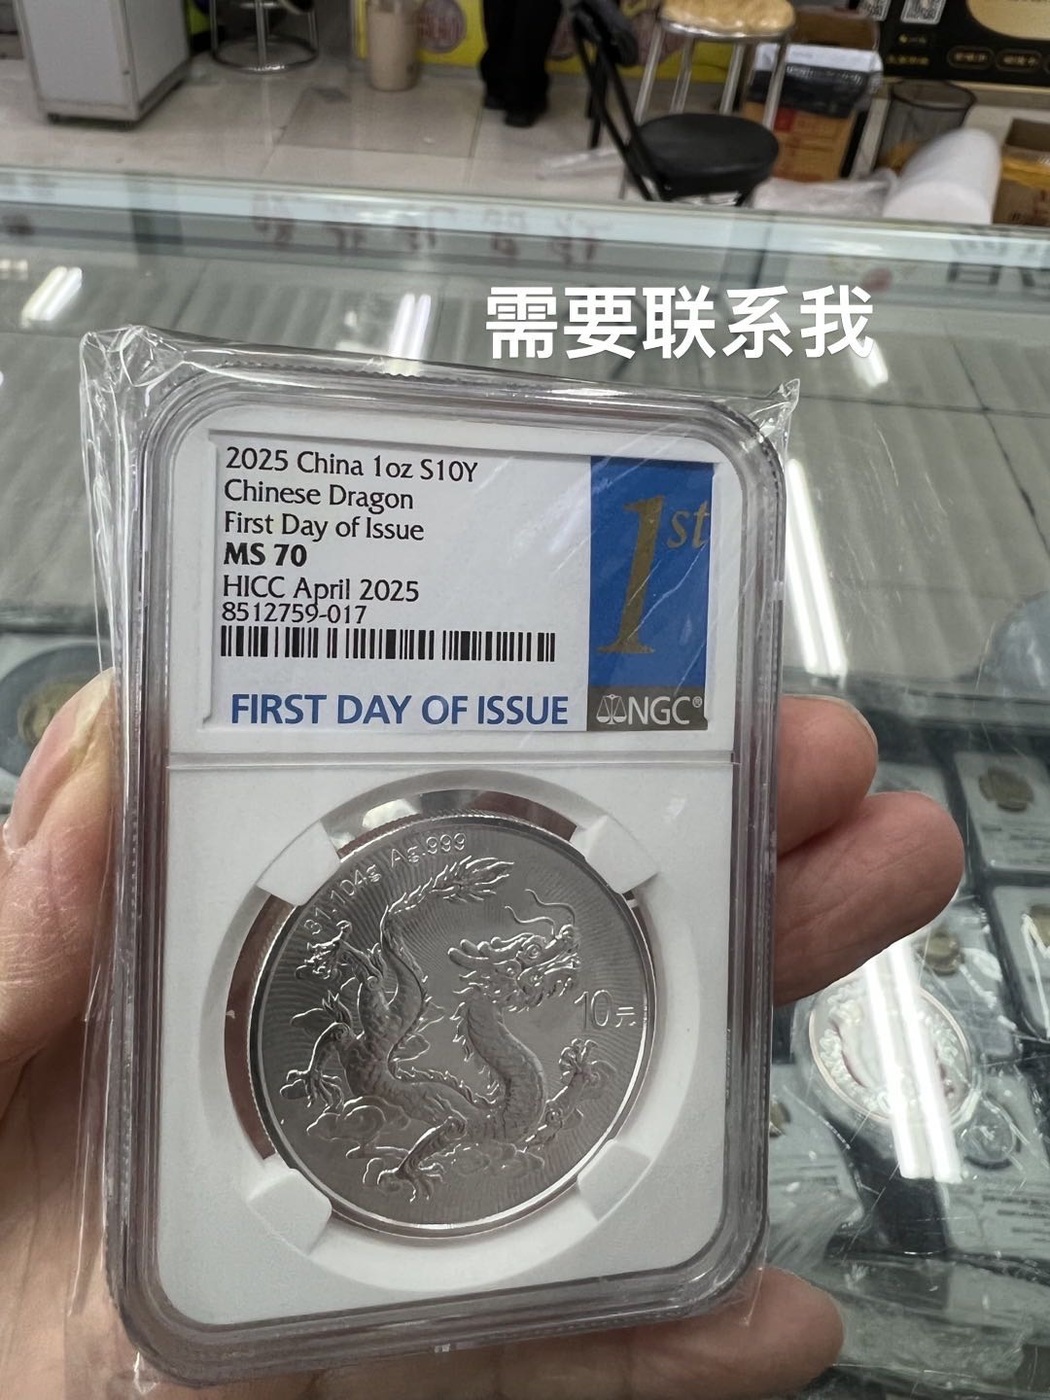 需要联系我
2025 China 1oz S10Y
Chinese Dragon
First Day of Issue
MS 70
HICC April 2025
8512759-017
FIRST DAY OF ISSUE
1st
NGC®
31.104g Ag.999
10元